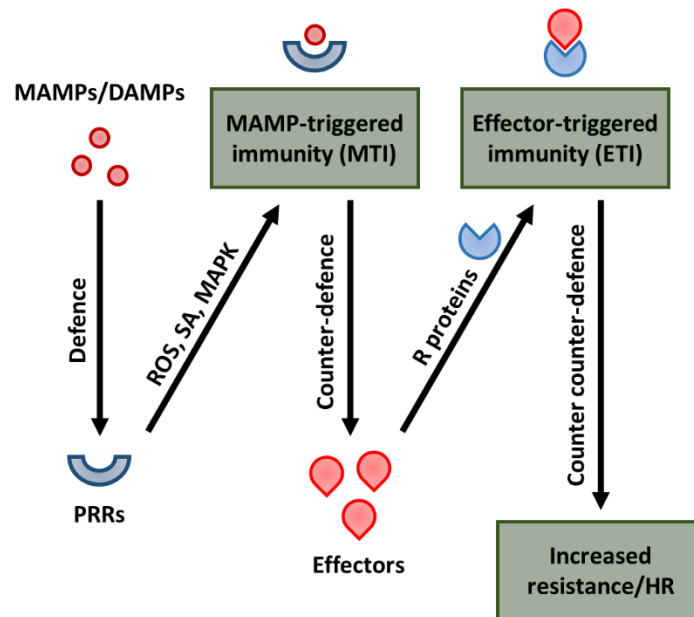 MAMPs/DAMPs
Defence
PRRs
ROS, SA, MAPK
MAMP-triggered
immunity (MTI)
Counter-defence
Effectors
R proteins
Effector-triggered
immunity (ETI)
Counter counter-defence
Increased
resistance/HR